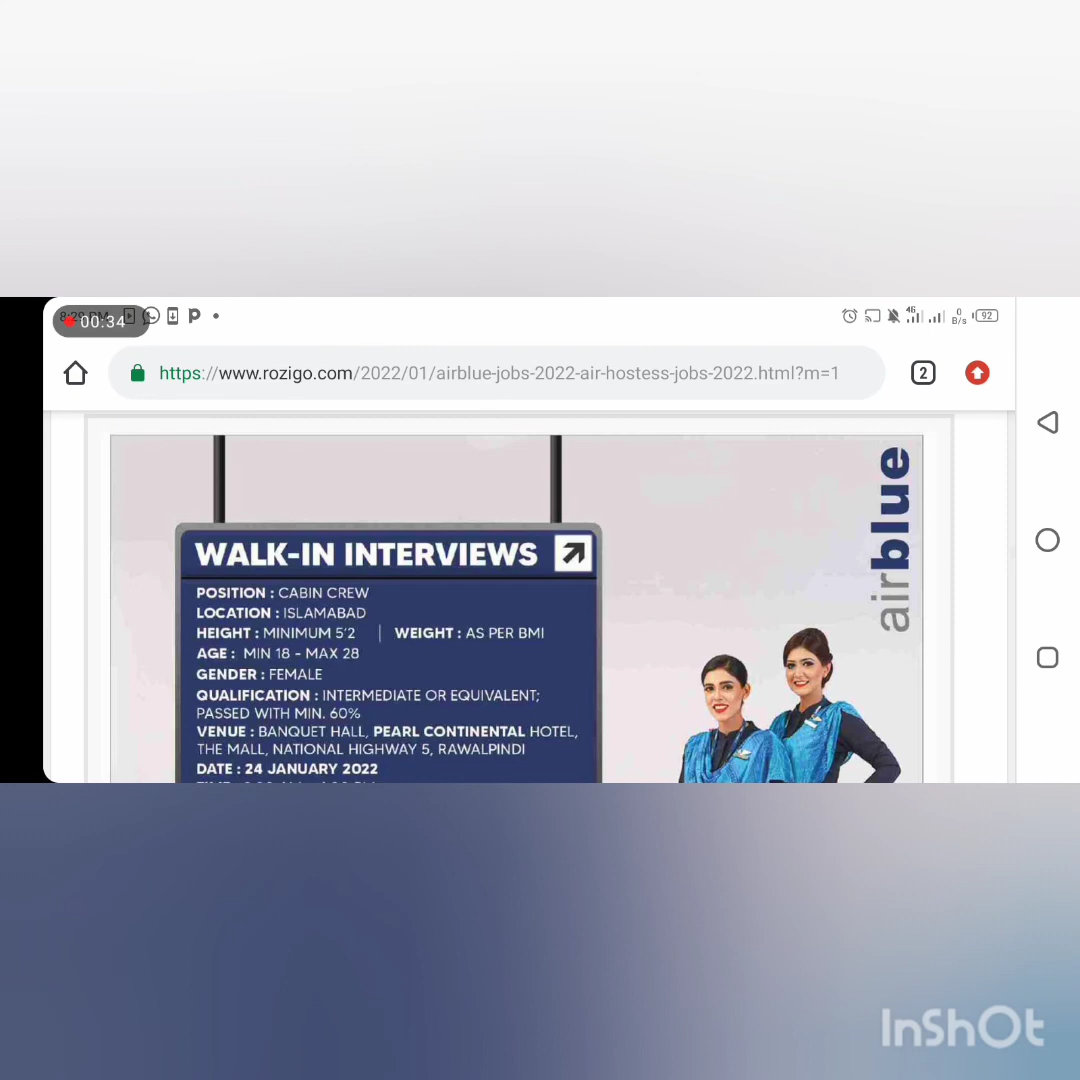 00:34
4G
0
B/s
92
https://www.rozigo.com/2022/01/airblue-jobs-2022-air-hostess-jobs-2022.html?m=1
2
airblue
WALK-IN INTERVIEWS
POSITION : CABIN CREW
LOCATION : ISLAMABAD
HEIGHT : MINIMUM 5'2 | WEIGHT : AS PER BMI
AGE : MIN 18 - MAX 28
GENDER : FEMALE
QUALIFICATION : INTERMEDIATE OR EQUIVALENT;
PASSED WITH MIN. 60%
VENUE : BANQUET HALL, PEARL CONTINENTAL HOTEL,
THE MALL, NATIONAL HIGHWAY 5, RAWALPINDI
DATE : 24 JANUARY 2022
InShOt